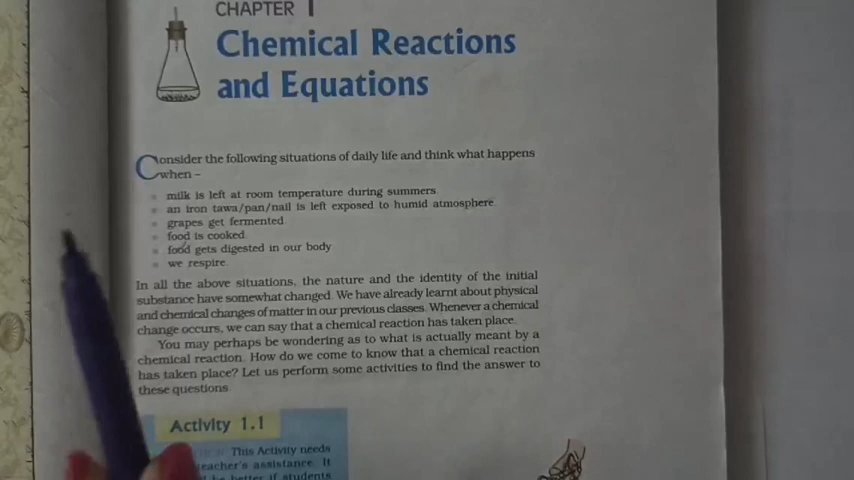 CHAPTER 1
Chemical Reactions
and Equations
Consider the following situations of daily life and think what happens
when –
milk is left at room temperature during summers.
an iron tawa/pan/nail is left exposed to humid atmosphere.
grapes get fermented.
food is cooked.
food gets digested in our body.
we respire.
In all the above situations, the nature and the identity of the initial
substance have somewhat changed. We have already learnt about physical
and chemical changes of matter in our previous classes. Whenever a chemical
change occurs, we can say that a chemical reaction has taken place.
You may perhaps be wondering as to what is actually meant by a
chemical reaction. How do we come to know that a chemical reaction
has taken place? Let us perform some activities to find the answer to
these questions.
Activity 1.1
This Activity needs
teacher's assistance. It
be better if students